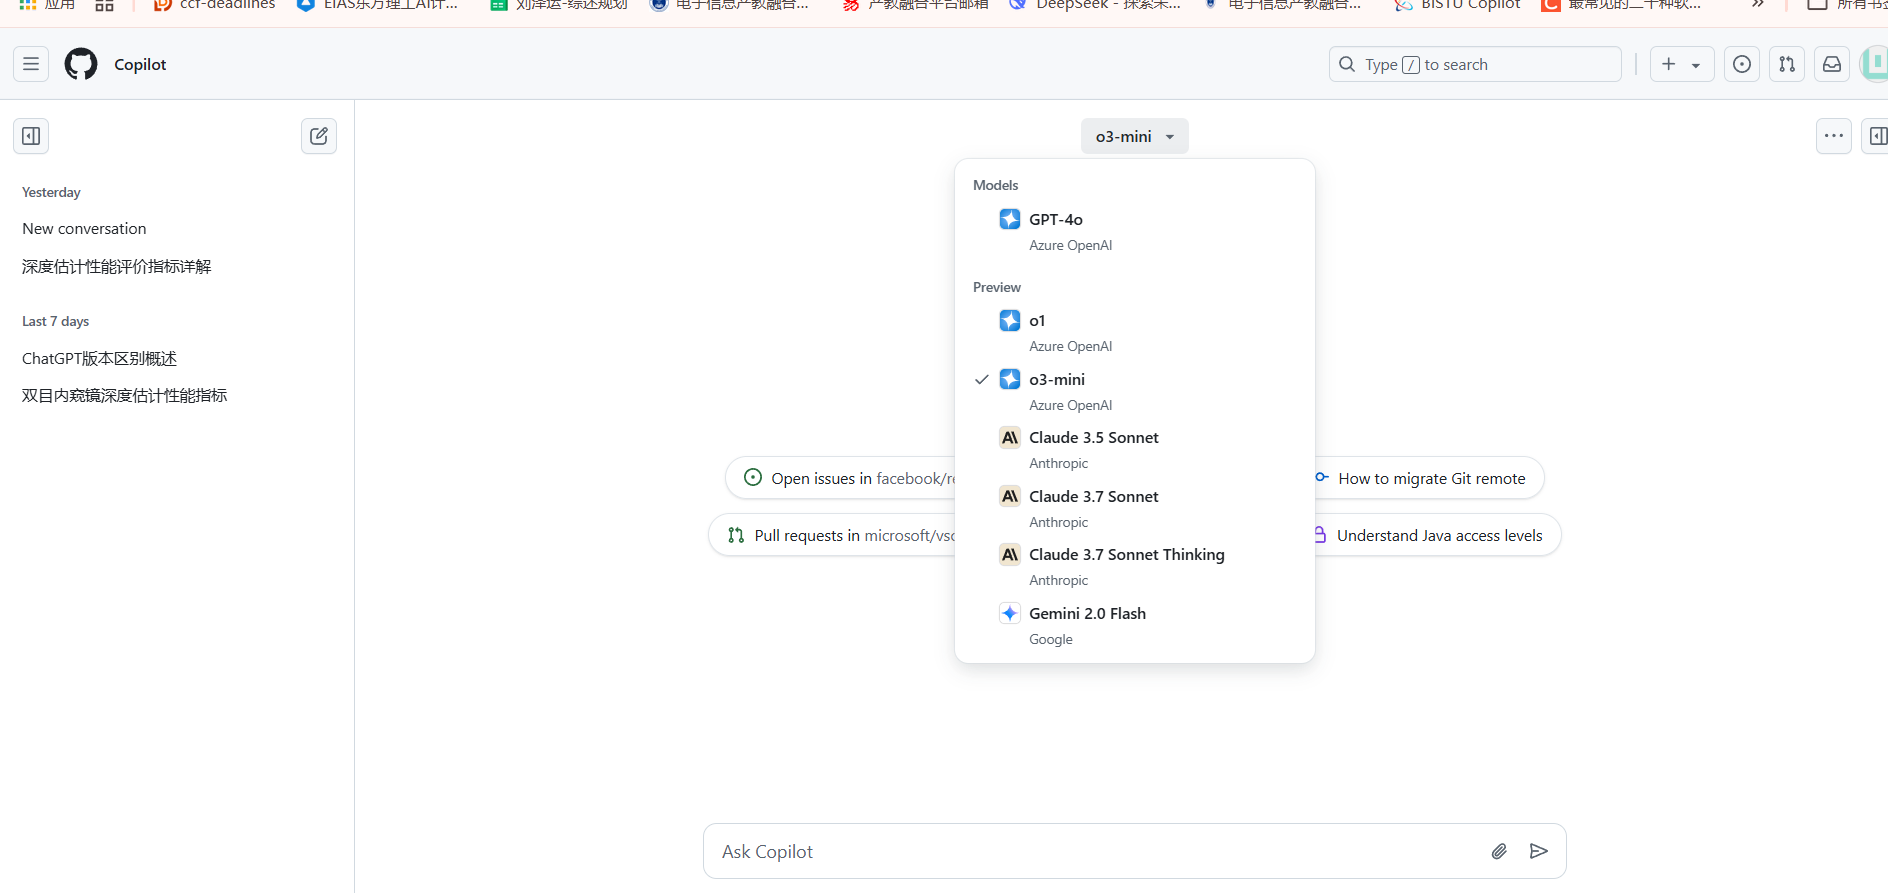 应用
ccf-deadlines
EIAS东方理工AI计...
刘泽运-综述规划
电子信息产教融合...
产教融合平台邮箱
DeepSeek - 探索未...
电子信息产教融合...
BISTU Copilot
最常见的二十种软...
»
所有书签
Copilot
Type / to search
o3-mini
Yesterday
New conversation
深度估计性能评价指标详解
Last 7 days
ChatGPT版本区别概述
双目内窥镜深度估计性能指标
Models
GPT-4o
Azure OpenAI
Preview
o1
Azure OpenAI
o3-mini
Azure OpenAI
Claude 3.5 Sonnet
Anthropic
Claude 3.7 Sonnet
Anthropic
Claude 3.7 Sonnet Thinking
Anthropic
Gemini 2.0 Flash
Google
Open issues in facebook/re
How to migrate Git remote
Pull requests in microsoft/vsc
Understand Java access levels
Ask Copilot